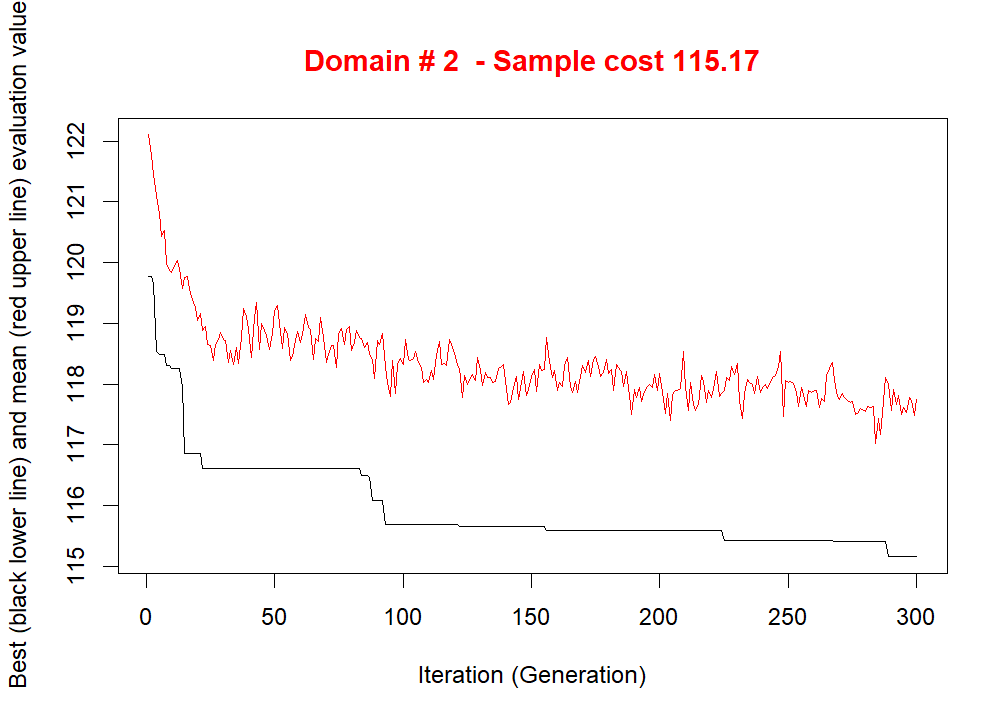 Domain # 2  - Sample cost 115.17
Best (black lower line) and mean (red upper line) evaluation value
122
121
120
119
118
117
116
115
0 50 100 150 200 250 300
Iteration (Generation)